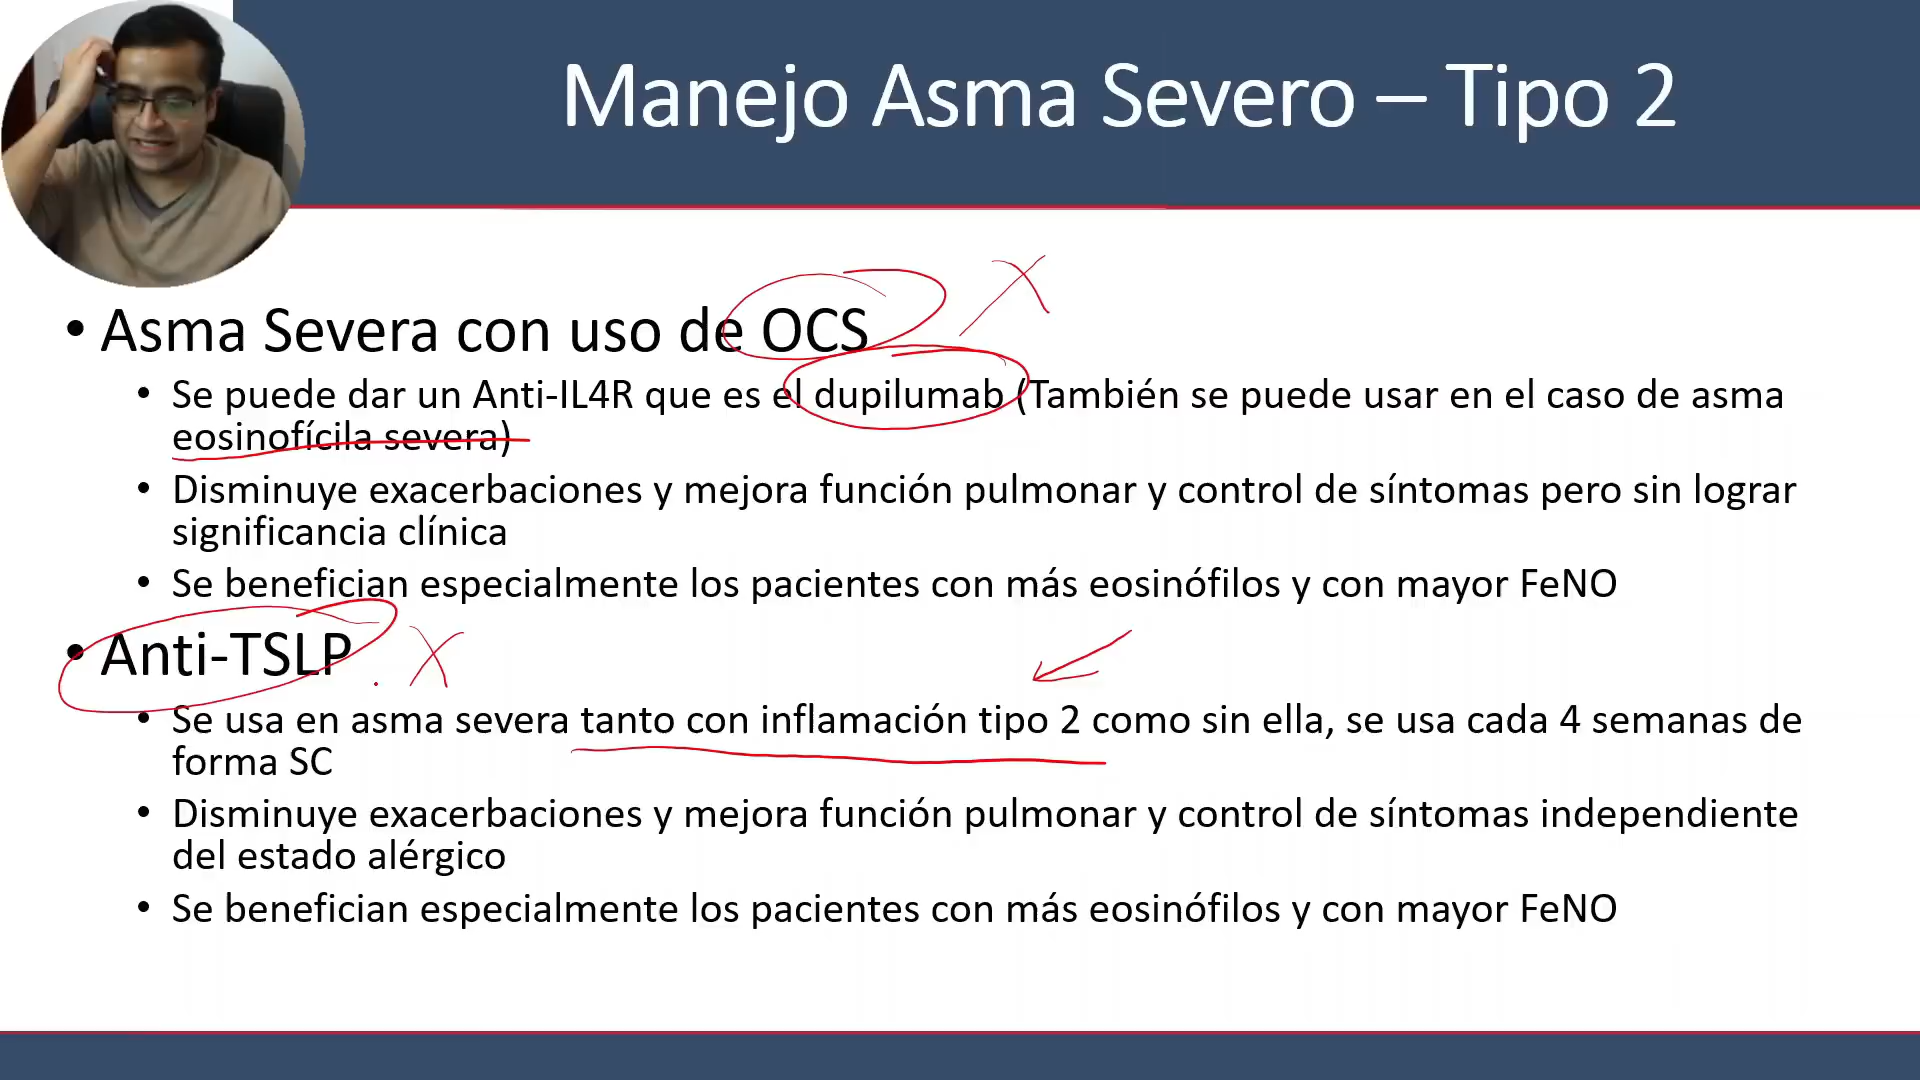 Manejo Asma Severo – Tipo 2
• Asma Severa con uso de OCS
• Se puede dar un Anti-IL4R que es el dupilumab (También se puede usar en el caso de asma
eosinofícila severa)
• Disminuye exacerbaciones y mejora función pulmonar y control de síntomas pero sin lograr
significancia clínica
• Se benefician especialmente los pacientes con más eosinófilos y con mayor FeNO
• Anti-TSLP
• Se usa en asma severa tanto con inflamación tipo 2 como sin ella, se usa cada 4 semanas de
forma SC
• Disminuye exacerbaciones y mejora función pulmonar y control de síntomas independiente
del estado alérgico
• Se benefician especialmente los pacientes con más eosinófilos y con mayor FeNO